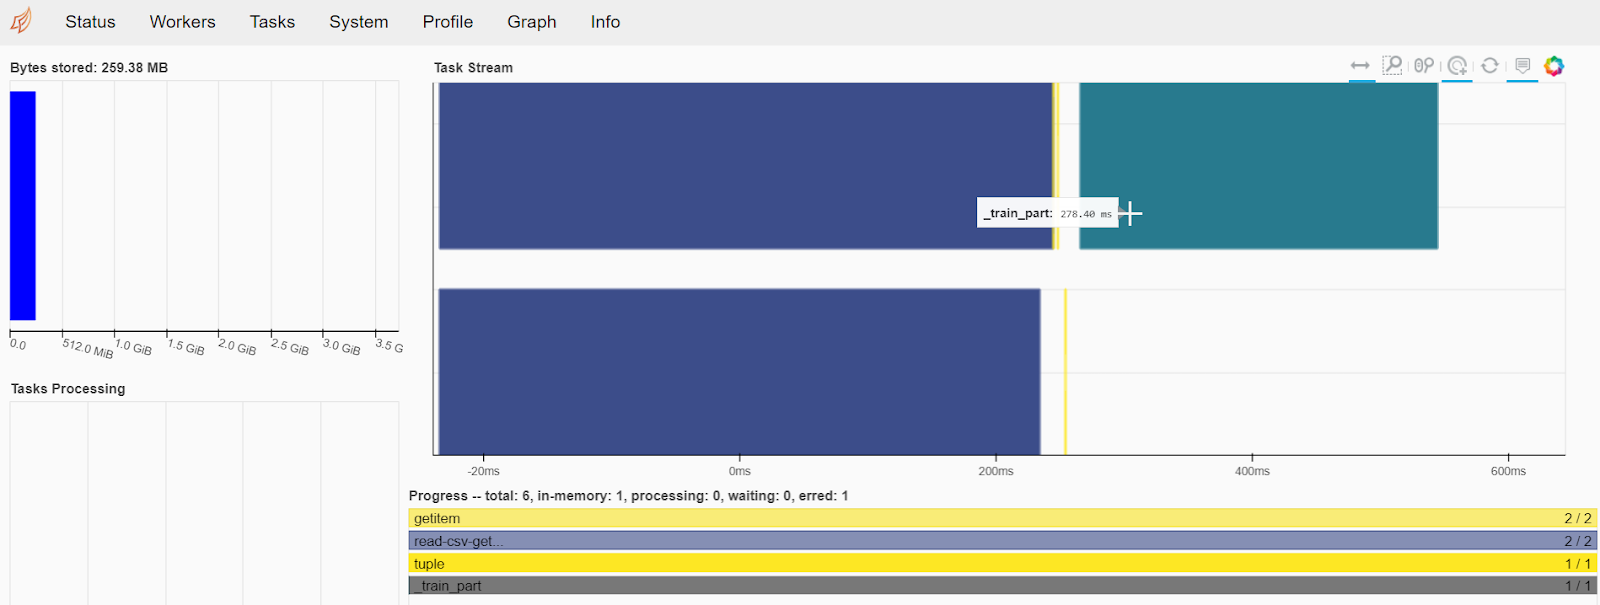 Status Workers Tasks System Profile Graph Info
Bytes stored: 259.38 MB
0.0 512.0 MiB 1.0 GiB 1.5 GiB 2.0 GiB 2.5 GiB 3.0 GiB 3.5 G
Tasks Processing
Task Stream
_train_part: 278.40 ms
-20ms 0ms 200ms 400ms 600ms
Progress -- total: 6, in-memory: 1, processing: 0, waiting: 0, erred: 1
getitem 2 / 2
read-csv-get... 2 / 2
tuple 1 / 1
_train_part 1 / 1